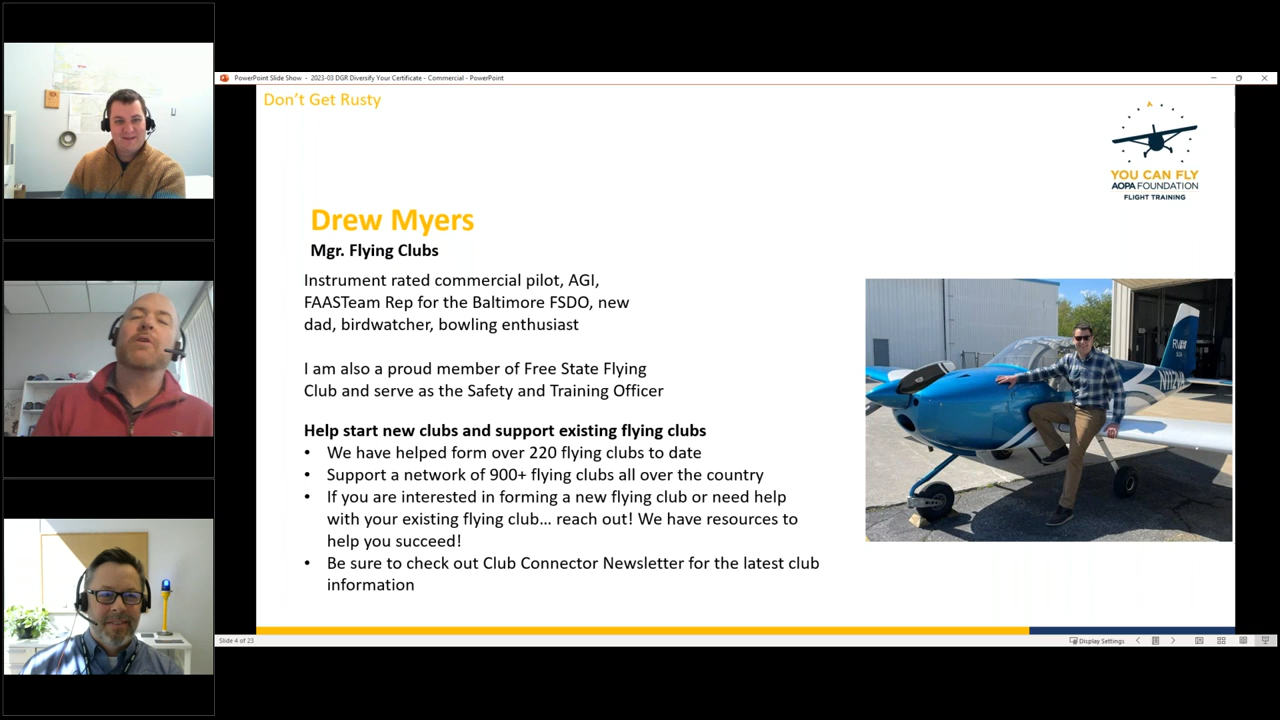 PowerPoint Slide Show - 2023-03 DGR Diversify Your Certificate - Commercial - PowerPoint
Don't Get Rusty
YOU CAN FLY
AOPA FOUNDATION
FLIGHT TRAINING
Drew Myers
Mgr. Flying Clubs
Instrument rated commercial pilot, AGI,
FAASTeam Rep for the Baltimore FSDO, new
dad, birdwatcher, bowling enthusiast
I am also a proud member of Free State Flying
Club and serve as the Safety and Training Officer
Help start new clubs and support existing flying clubs
• We have helped form over 220 flying clubs to date
• Support a network of 900+ flying clubs all over the country
• If you are interested in forming a new flying club or need help
with your existing flying club… reach out! We have resources to
help you succeed!
• Be sure to check out Club Connector Newsletter for the latest club
information
Slide 4 of 23
Display Settings